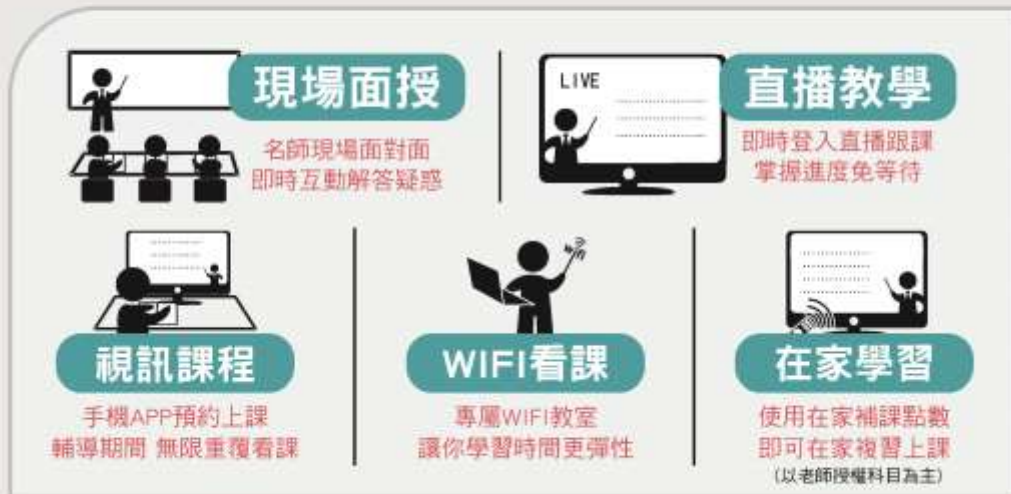 現場面授
名師現場面對面
即時互動解答疑惑
LIVE
直播教學
即時登入直播跟課
掌握進度免等待
視訊課程
手機APP預約上課
輔導期間 無限重覆看課
wifi
WIFI看課
專屬WIFI教室
讓你學習時間更彈性
在家學習
使用在家補課點數
即可在家複習上課
(以老師授權科目為主)